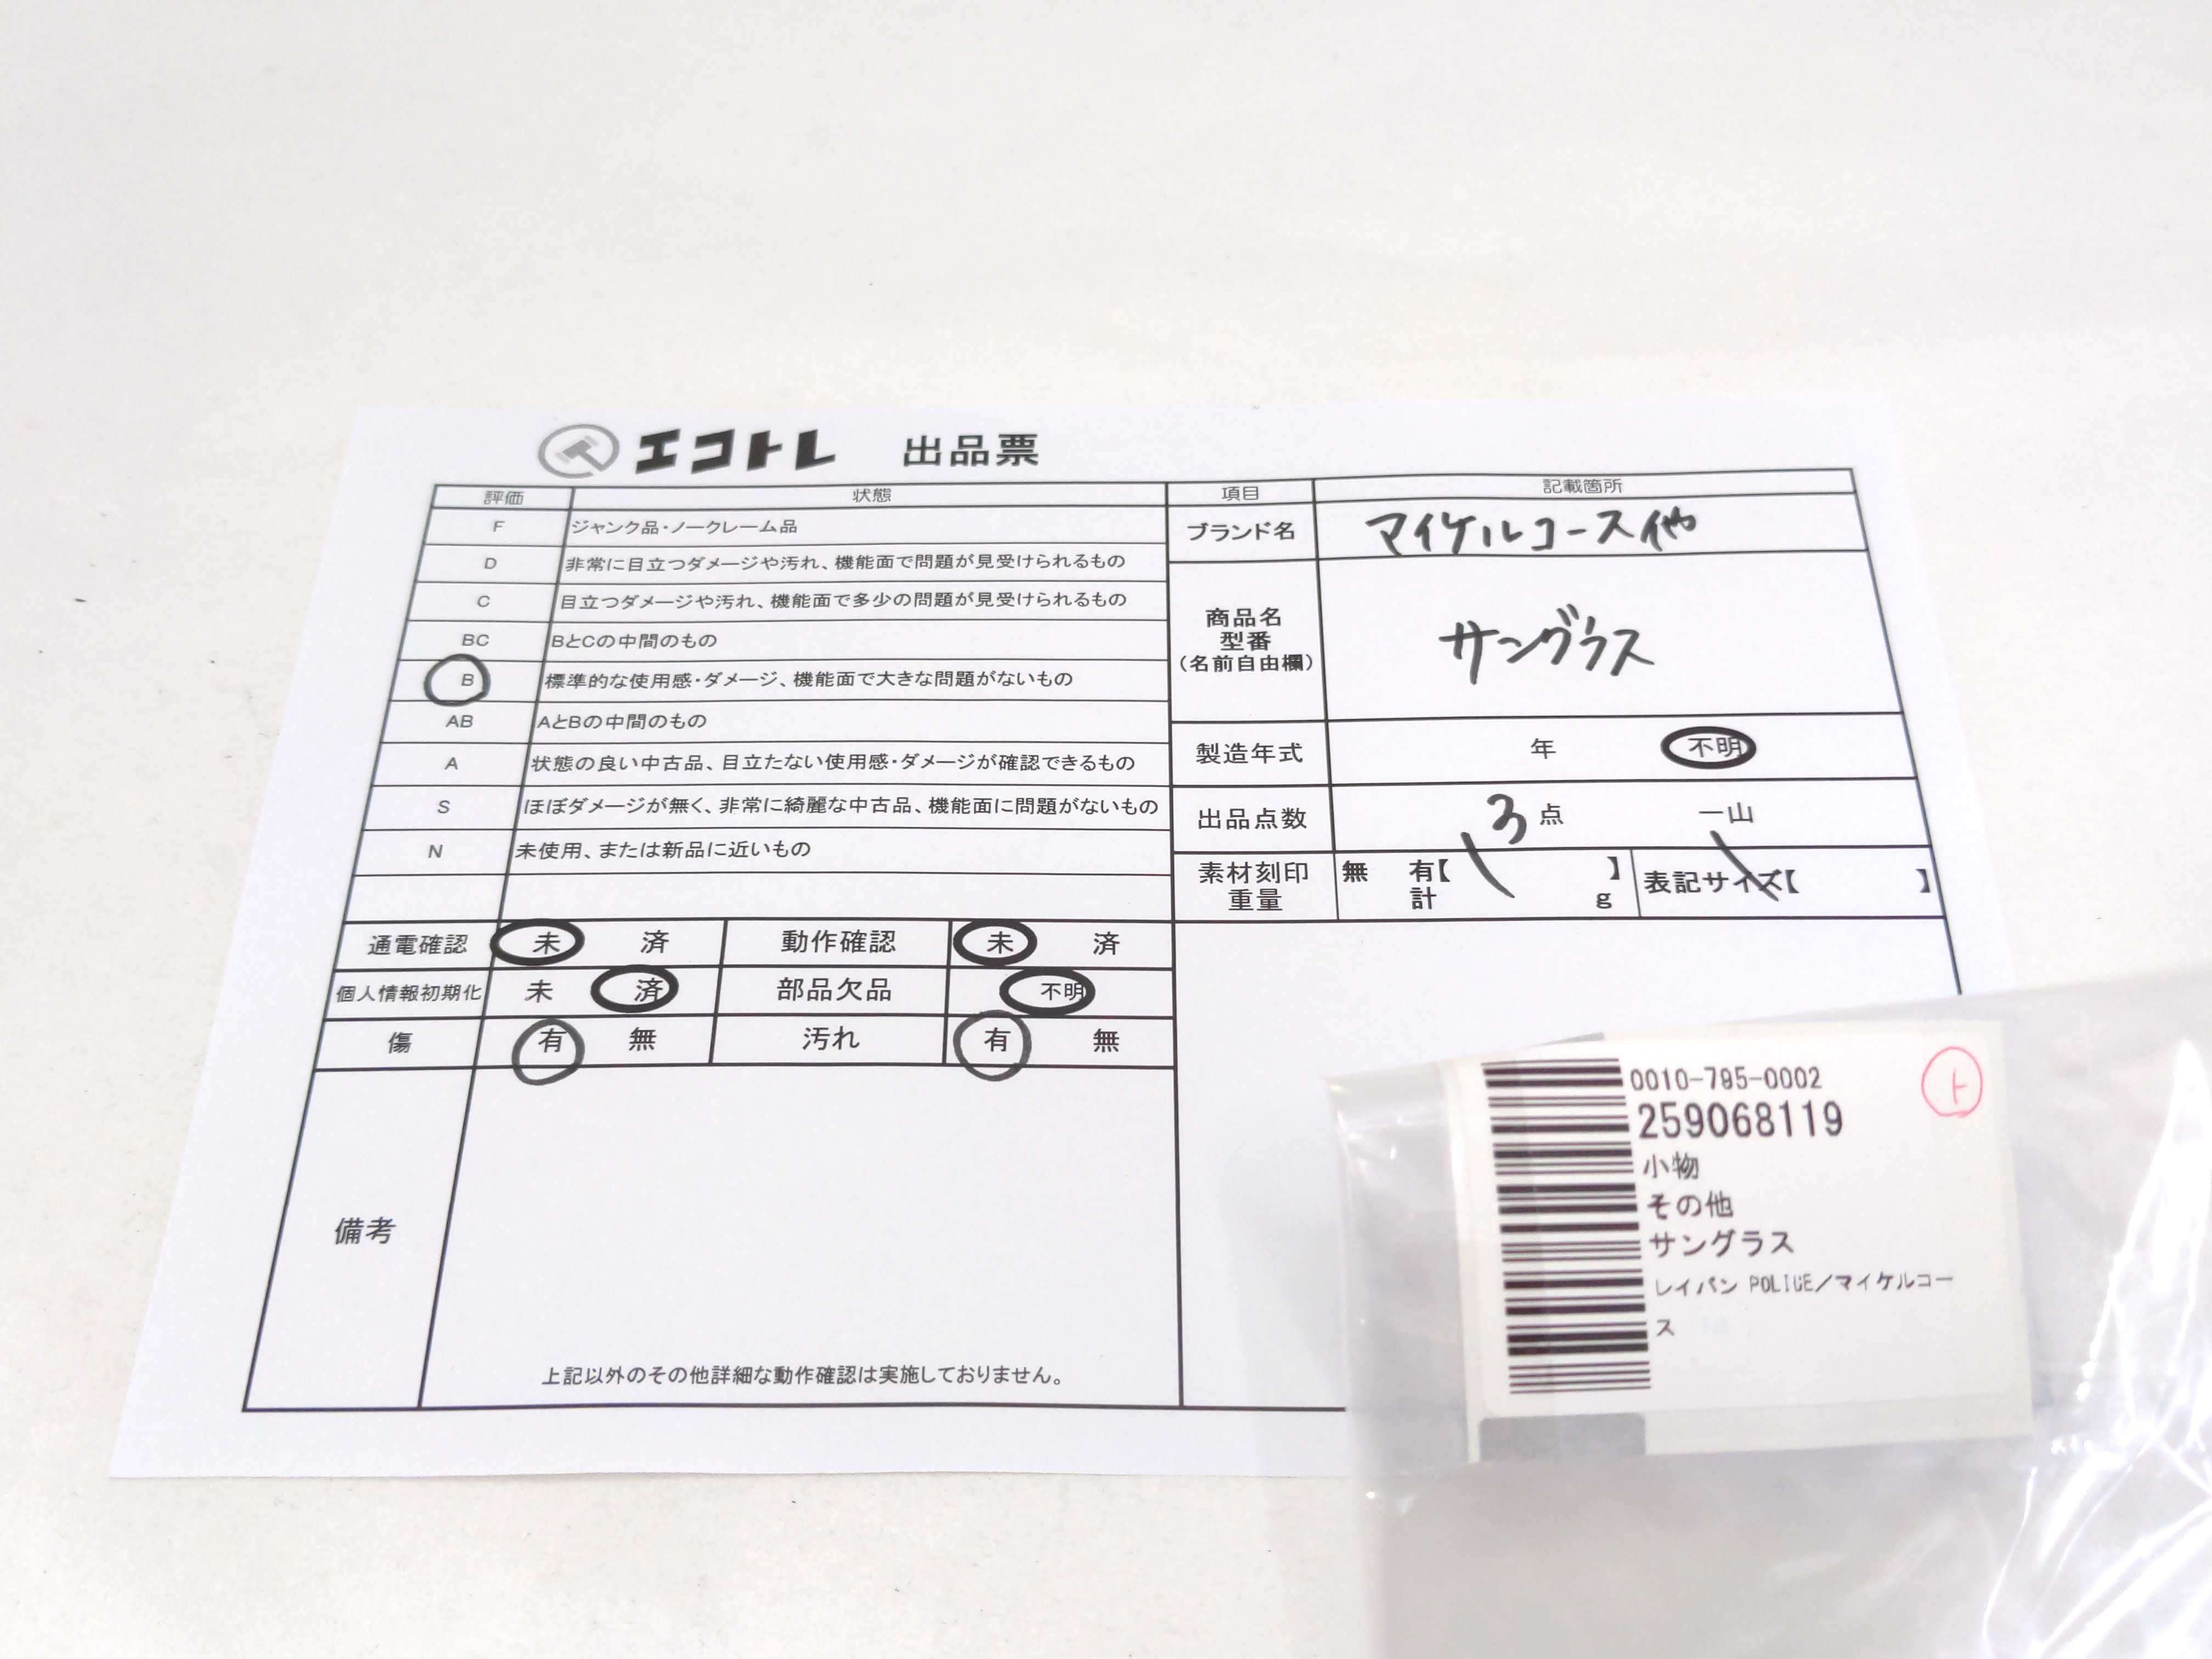 エコトレ 出品票
評価 状態 項目 記載箇所
F ジャンク品・ノークレーム品
D 非常に目立つダメージや汚れ、機能面で問題が見受けられるもの
C 目立つダメージや汚れ、機能面で多少の問題が見受けられるもの
BC BとCの中間のもの
B 標準的な使用感・ダメージ、機能面で大きな問題がないもの
AB AとBの中間のもの
A 状態の良い中古品、目立たない使用感・ダメージが確認できるもの
S ほぼダメージが無く、非常に綺麗な中古品、機能面に問題がないもの
N 未使用、または新品に近いもの
ブランド名 マイケルコース他
商品名
型番
(名前自由欄)
サングラス
製造年式 年 不明
出品点数 3点 一山
素材刻印 無 有【 】
重量 計 g
表記サイズ【 】
通電確認 未 済 動作確認 未 済
個人情報初期化 未 済 部品欠品 不明
傷 有 無 汚れ 有 無
備考
上記以外のその他詳細な動作確認は実施しておりません。
0010-795-0002
259068119
小物
その他
サングラス
レイバン POLICE/マイケルコー
ス
ト